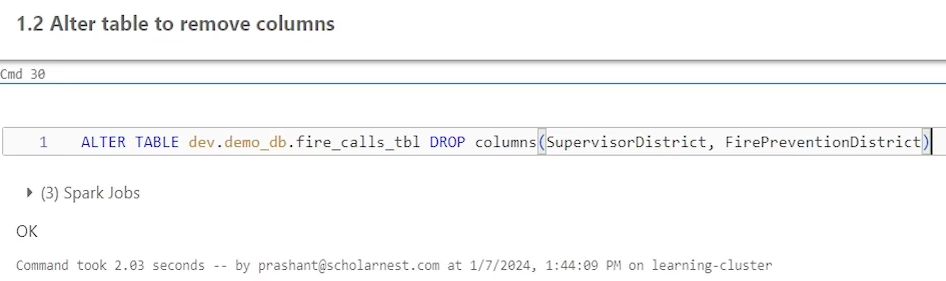 1.2 Alter table to remove columns
Cmd 30
1 ALTER TABLE dev.demo_db.fire_calls_tbl DROP columns(SupervisorDistrict, FirePreventionDistrict)
(3) Spark Jobs
OK
Command took 2.03 seconds -- by prashant@scholarnest.com at 1/7/2024, 1:44:09 PM on learning-cluster